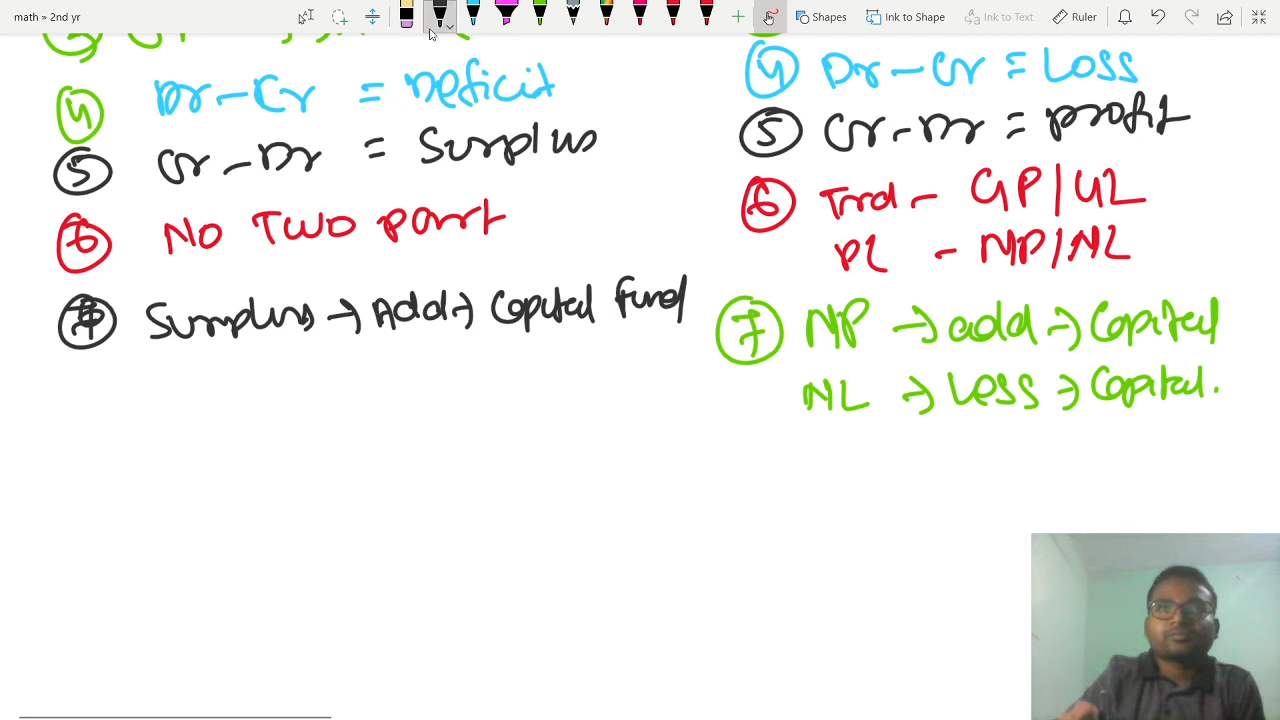 math » 2nd yr
Shapes
Ink to Shape
Ink to Text
Ruler
④ Dr - Cr = Deficit
⑤ Cr - Dr = Surplus
⑥ NO TWO part
⑦ Surplus → Add → Capital fund
④ Dr - Cr = Loss
⑤ Cr - Dr = profit
⑥ Trd - GP/GL
PL - NP/NL
⑦ NP → add → Capital
NL → Less → Capital.